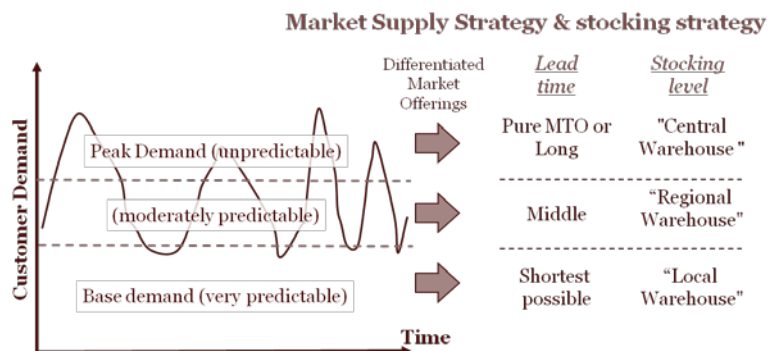 Market Supply Strategy & stocking strategy
Differentiated
Market
Offerings
Lead
time
Stocking
level
Customer Demand
Peak Demand (unpredictable)
Pure MTO or
Long
"Central
Warehouse "
(moderately predictable)
Middle
“Regional
Warehouse"
Base demand (very predictable)
Shortest
possible
“Local
Warehouse”
Time